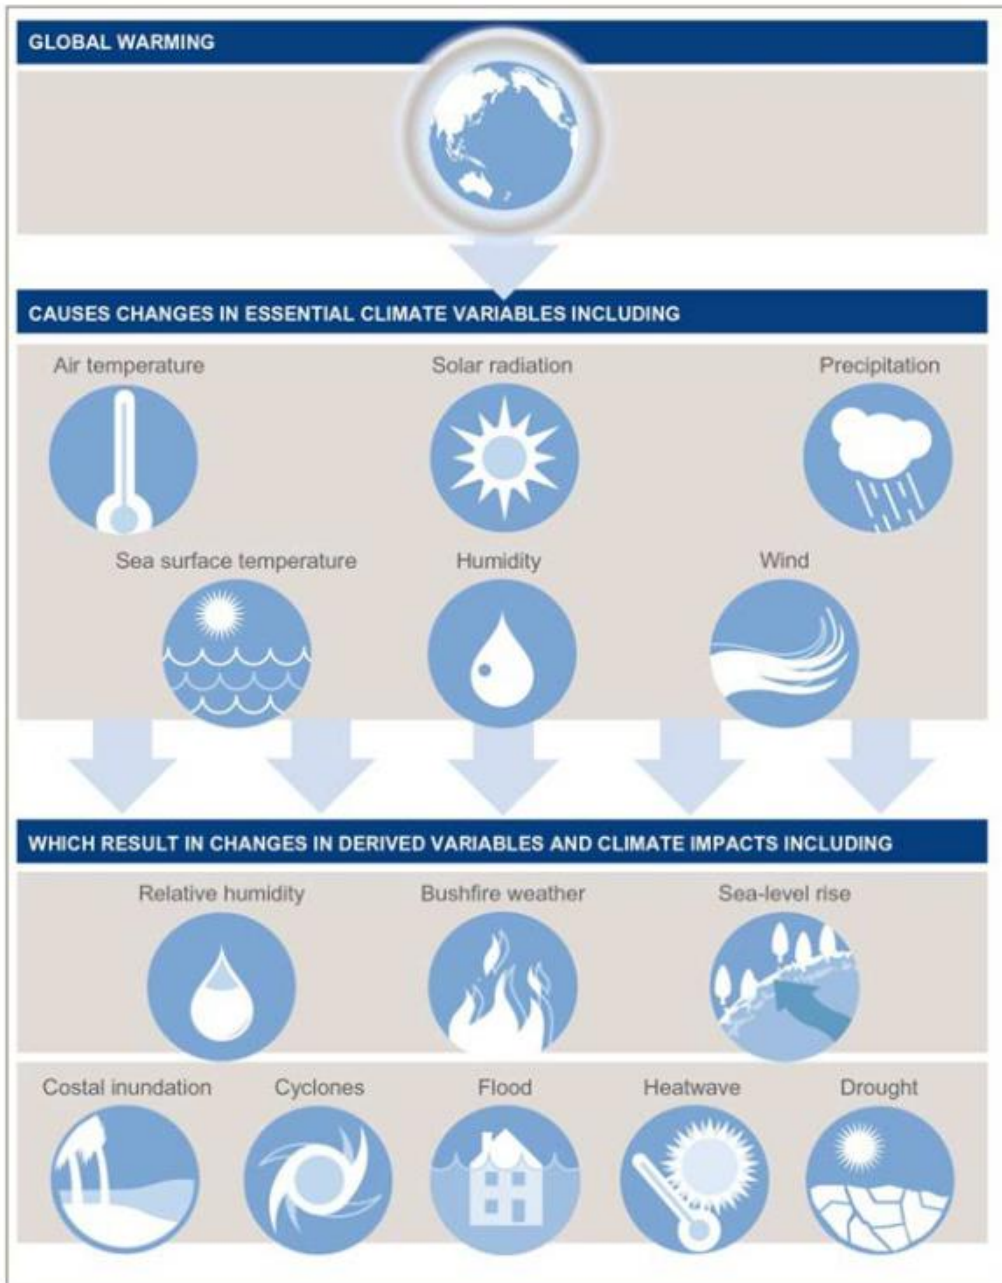 GLOBAL WARMING
CAUSES CHANGES IN ESSENTIAL CLIMATE VARIABLES INCLUDING
Air temperature
Solar radiation
Precipitation
Sea surface temperature
Humidity
Wind
WHICH RESULT IN CHANGES IN DERIVED VARIABLES AND CLIMATE IMPACTS INCLUDING
Relative humidity
Bushfire weather
Sea-level rise
Costal inundation
Cyclones
Flood
Heatwave
Drought